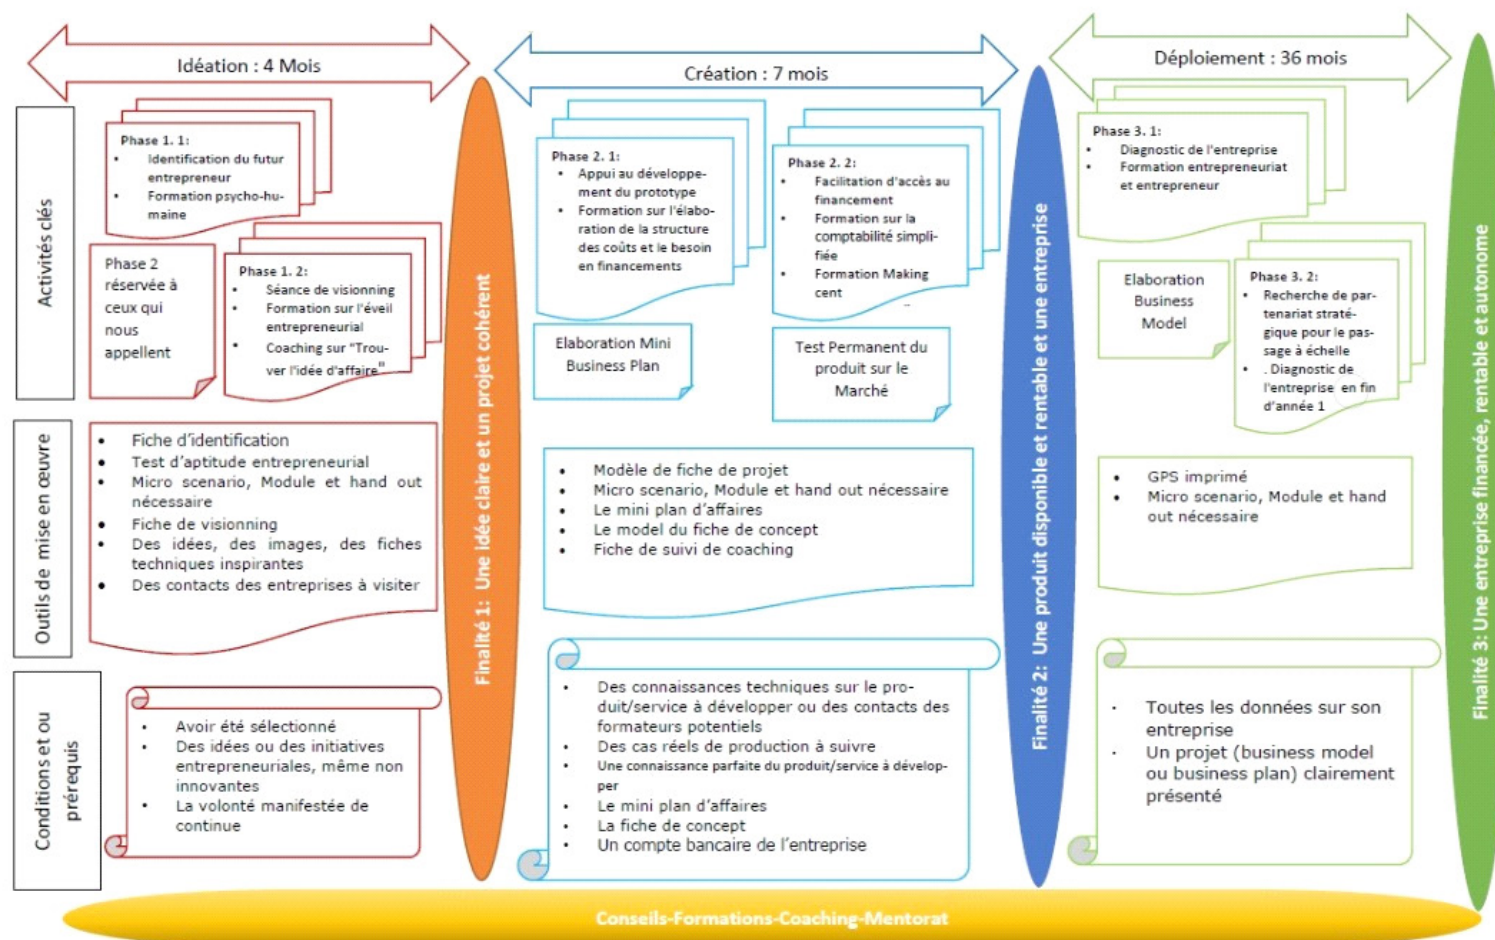 Idéation : 4 Mois
Création : 7 mois
Déploiement : 36 mois
Activités clés
Phase 1. 1:
• Identification du futur
entrepreneur
• Formation psycho-hu-
maine
Phase 2
réservée à
ceux qui
nous
appellent
Phase 1. 2:
• Séance de visionning
• Formation sur l'éveil
entrepreneurial
• Coaching sur "Trou-
ver l'idée d'affaire"
Finalité 1: Une idée claire et un projet cohérent
Phase 2. 1:
• Appui au développe-
ment du prototype
• Formation sur l'élabo-
ration de la structure
des coûts et le besoin
en financements
Phase 2. 2:
• Facilitation d'accès au
financement
• Formation sur la
comptabilité simpli-
fiée
• Formation Making
cent
Elaboration Mini
Business Plan
Test Permanent du
produit sur le
Marché
Finalité 2: Une produit disponible et rentable et une entreprise
Phase 3. 1:
• Diagnostic de l'entreprise
• Formation entrepreneuriat
et entrepreneur
Elaboration
Business
Model
Phase 3. 2:
• Recherche de par-
tenariat straté-
gique pour le pas-
sage à échelle
• . Diagnostic de
l'entreprise en fin
d'année 1
Finalité 3: Une entreprise financée, rentable et autonome
Outils de mise en œuvre
• Fiche d'identification
• Test d'aptitude entrepreneurial
• Micro scenario, Module et hand out
nécessaire
• Fiche de visionning
• Des idées, des images, des fiches
techniques inspirantes
• Des contacts des entreprises à visiter
• Modèle de fiche de projet
• Micro scenario, Module et hand out nécessaire
• Le mini plan d'affaires
• Le model du fiche de concept
• Fiche de suivi de coaching
• GPS imprimé
• Micro scenario, Module et hand
out nécessaire
Conditions et ou
prérequis
• Avoir été sélectionné
• Des idées ou des initiatives
entrepreneuriales, même non
innovantes
• La volonté manifestée de
continue
• Des connaissances techniques sur le pro-
duit/service à développer ou des contacts des
formateurs potentiels
• Des cas réels de production à suivre
• Une connaissance parfaite du produit/service à dévelop-
per
• Le mini plan d'affaires
• La fiche de concept
• Un compte bancaire de l'entreprise
· Toutes les données sur son
entreprise
· Un projet (business model
ou business plan) clairement
présenté
Conseils-Formations-Coaching-Mentorat